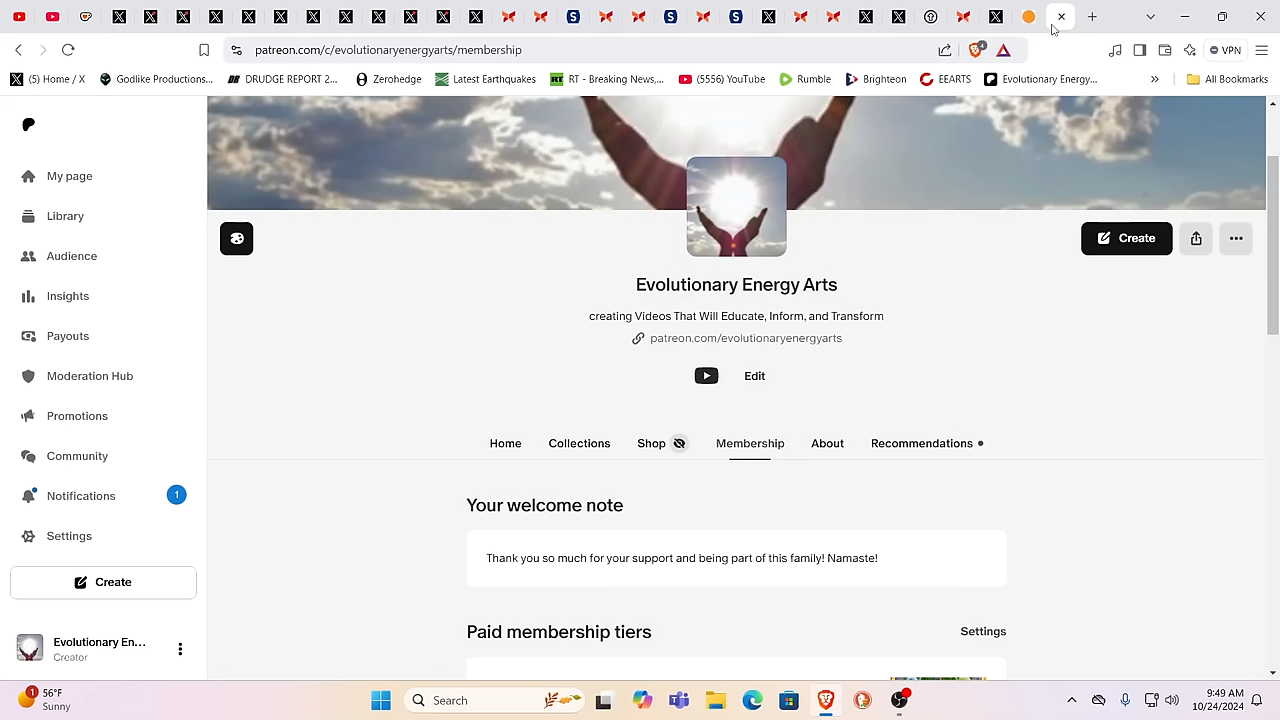 patreon.com/c/evolutionaryenergyarts/membership
4
VPN
(5) Home / X
Godlike Productions...
DRUDGE REPORT 2...
Zerohedge
Latest Earthquakes
RT - Breaking News,...
(5556) YouTube
Rumble
Brighteon
EEARTS
Evolutionary Energy...
»
All Bookmarks
My page
Library
Audience
Insights
Payouts
Moderation Hub
Promotions
Community
Notifications
1
Settings
Create
Evolutionary En...
Creator
Create
Evolutionary Energy Arts
creating Videos That Will Educate, Inform, and Transform
patreon.com/evolutionaryenergyarts
Edit
Home
Collections
Shop
Membership
About
Recommendations
Your welcome note
Thank you so much for your support and being part of this family! Namaste!
Paid membership tiers
Settings
1
56°F
Sunny
Search
9:49 AM
10/24/2024